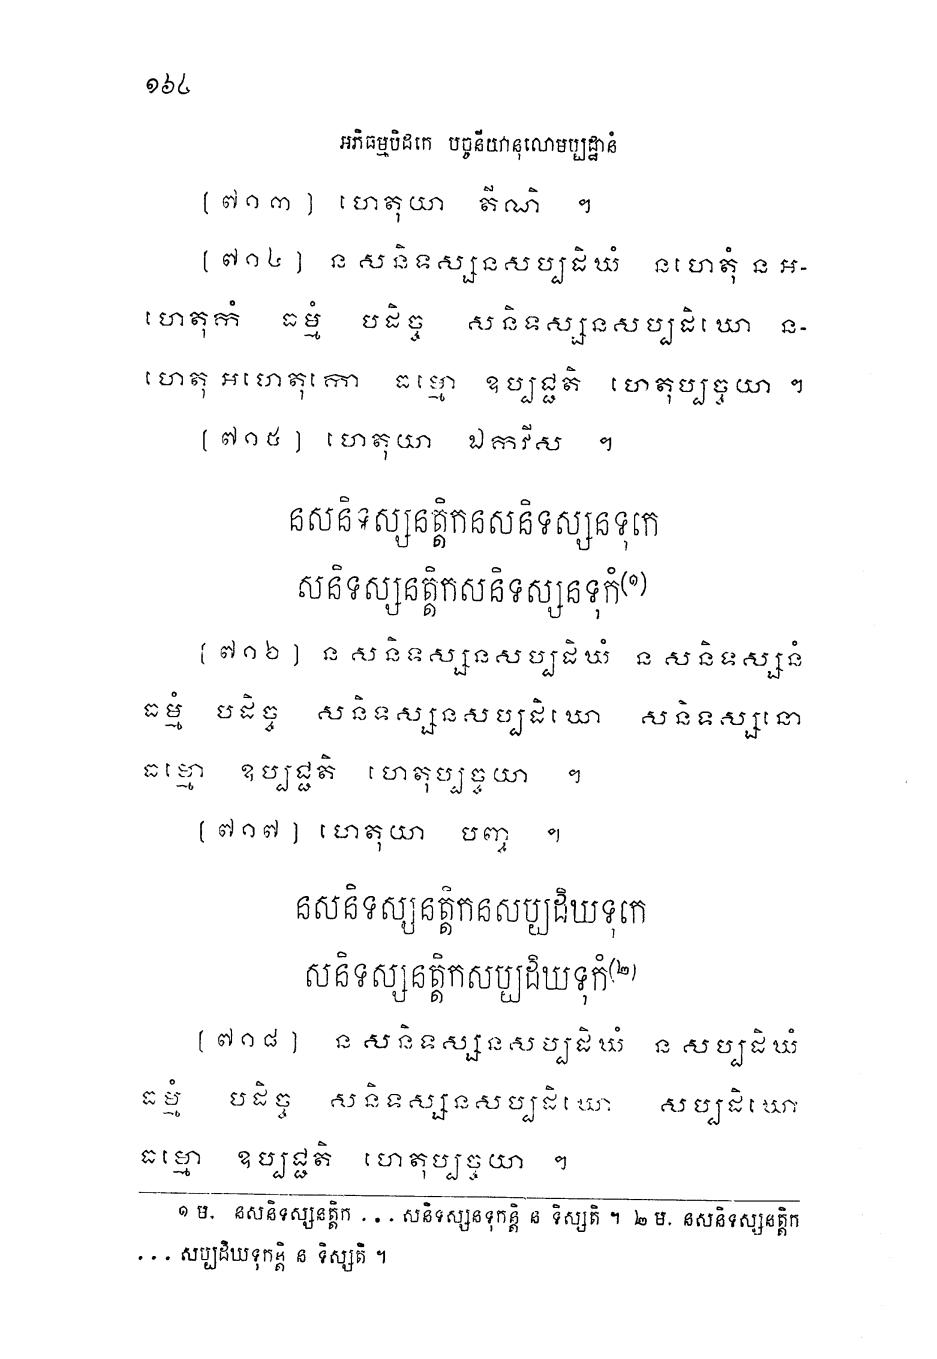 ១៦៤
អភិធម្មបិដកេ បច្ចនីយានុលោមប្បដ្ឋានំ
(៧១៣) ហេតុយា តីណិ ។
(៧១៤) ន សនិទស្សនសប្បដិឃំ នហេតុំ ន អ-
ហេតុកំ ធម្មំ បដិច្ច សនិទស្សនសប្បដិឃោ ន-
ហេតុ អហេតុកោ ធម្មោ ឧប្បជ្ជតិ ហេតុប្បច្ចយា ។
(៧១៥) ហេតុយា ឯកវីស ។
នសនិទស្សនត្តិកនសនិទស្សនទុកេ
សនិទស្សនត្តិកសនិទស្សនទុកំ(១)
(៧១៦) ន សនិទស្សនសប្បដិឃំ ន សនិទស្សនំ
ធម្មំ បដិច្ច សនិទស្សនសប្បដិឃោ សនិទស្សនោ
ធម្មោ ឧប្បជ្ជតិ ហេតុប្បច្ចយា ។
(៧១៧) ហេតុយា បញ្ច ។
នសនិទស្សនត្តិកនសប្បដិឃទុកេ
សនិទស្សនត្តិកសប្បដិឃទុកំ(២)
(៧១៨) ន សនិទស្សនសប្បដិឃំ ន សប្បដិឃំ
ធម្មំ បដិច្ច សនិទស្សនសប្បដិឃោ សប្បដិឃោ
ធម្មោ ឧប្បជ្ជតិ ហេតុប្បច្ចយា ។
១ ម. នសនិទស្សនត្តិក ... សនិទស្សនទុកន្តិ ន ទិស្សតិ ។ ២ ម. នសនិទស្សនត្តិក
... សប្បដិឃទុកន្តិ ន ទិស្សតិ ។